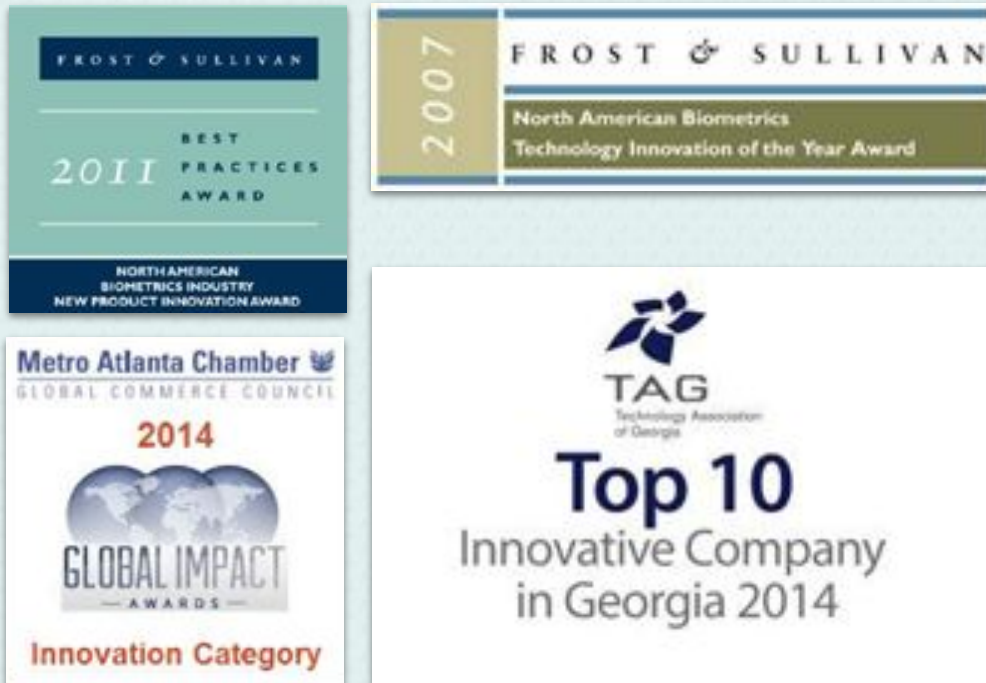 FROST & SULLIVAN
2011
BEST
PRACTICES
AWARD
NORTH AMERICAN
BIOMETRICS INDUSTRY
NEW PRODUCT INNOVATION AWARD
2007
FROST & SULLIVAN
North American Biometrics
Technology Innovation of the Year Award
Metro Atlanta Chamber
GLOBAL COMMERCE COUNCIL
2014
GLOBAL IMPACT
AWARDS
Innovation Category
TAG
Technology Association
of Georgia
Top 10
Innovative Company
in Georgia 2014